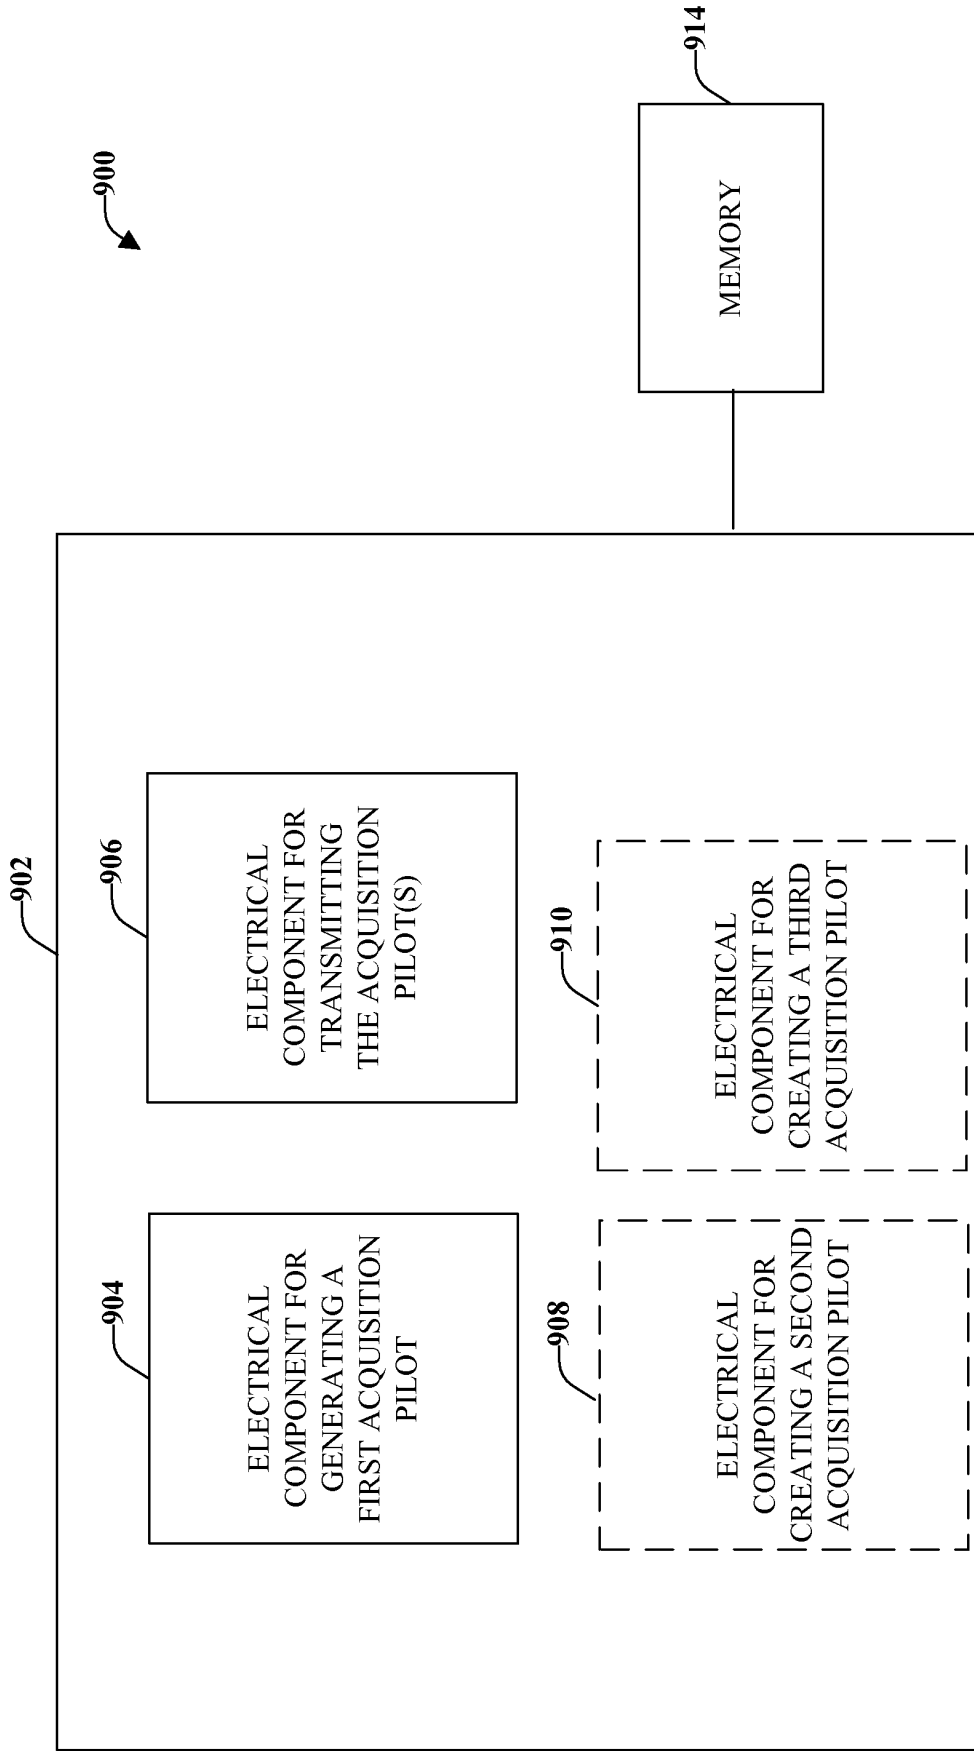 900
902
904
ELECTRICAL
COMPONENT FOR
GENERATING A
FIRST ACQUISITION
PILOT
906
ELECTRICAL
COMPONENT FOR
TRANSMITTING
THE ACQUISITION
PILOT(S)
908
ELECTRICAL
COMPONENT FOR
CREATING A SECOND
ACQUISITION PILOT
910
ELECTRICAL
COMPONENT FOR
CREATING A THIRD
ACQUISITION PILOT
914
MEMORY